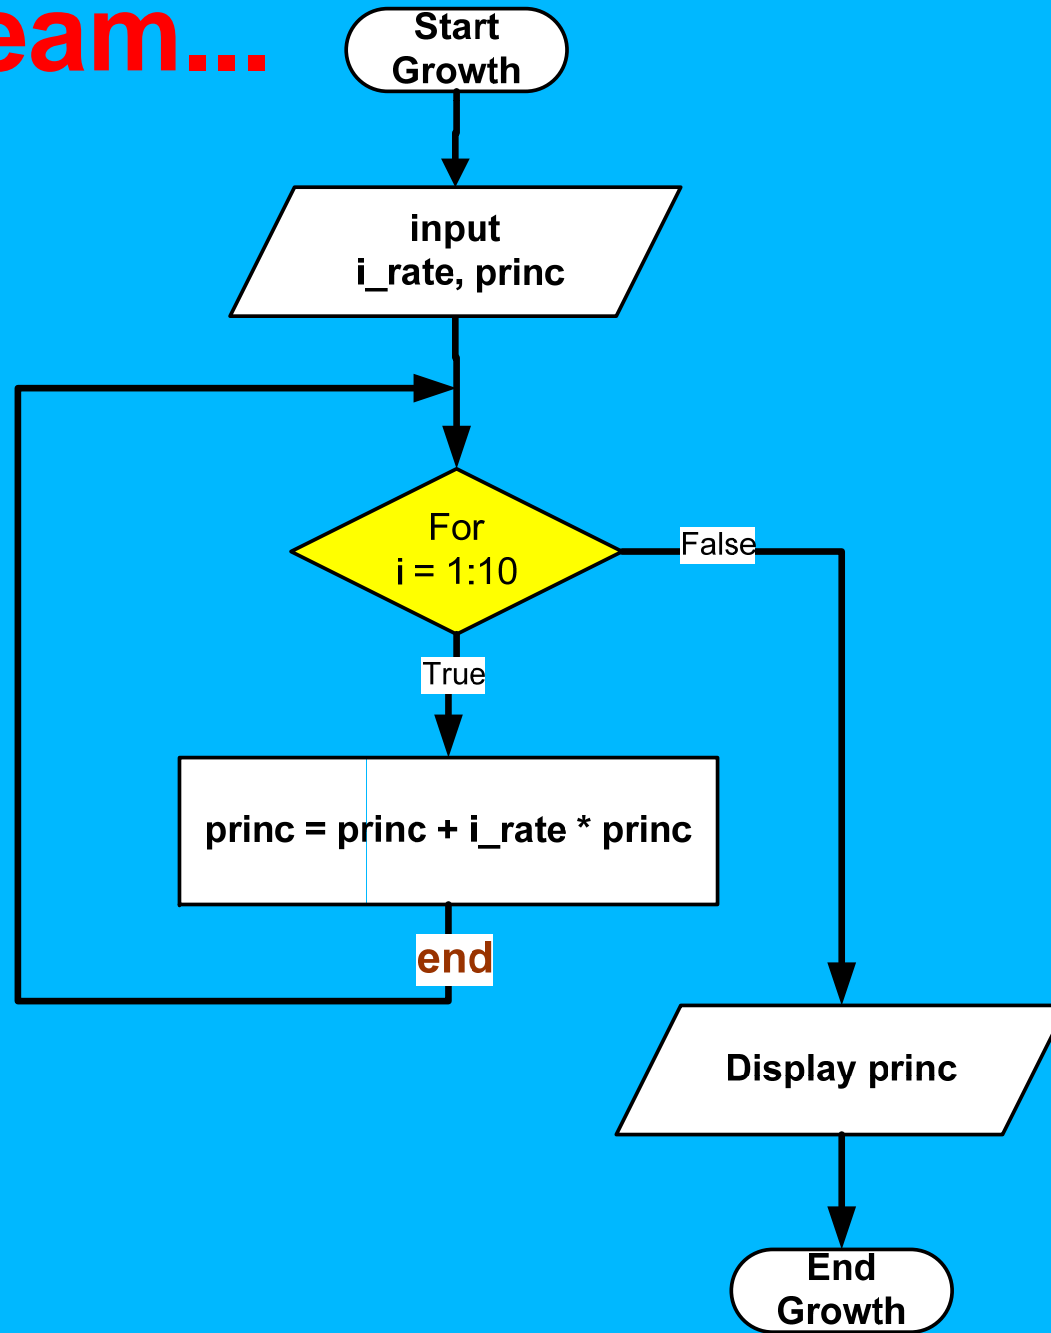 eam...
Start
Growth
input
i_rate, princ
For
i = 1:10
False
True
princ = princ + i_rate * princ
end
Display princ
End
Growth